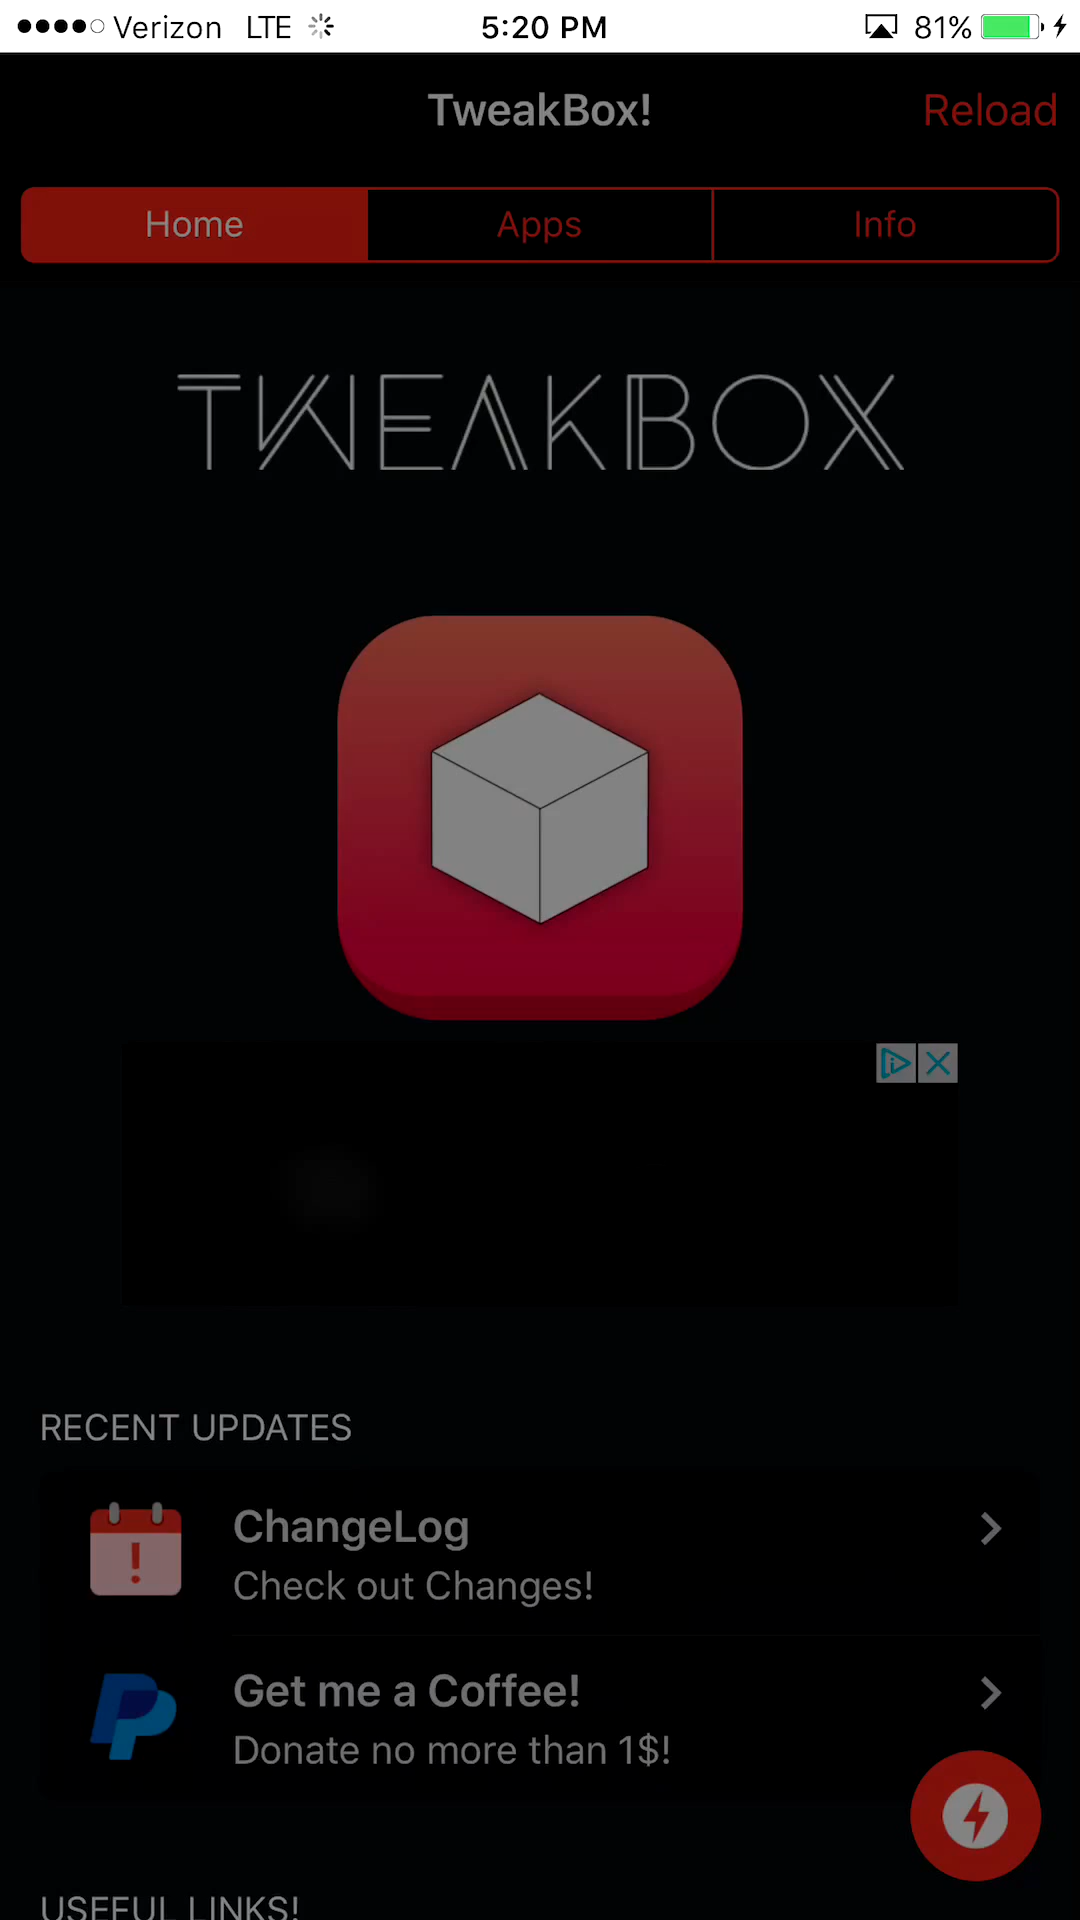 Verizon LTE 5:20 PM 81%
TweakBox! Reload
Home Apps Info
TWEAKBOX
RECENT UPDATES
ChangeLog
Check out Changes!
Get me a Coffee!
Donate no more than 1$!
USEFUL LINKS!